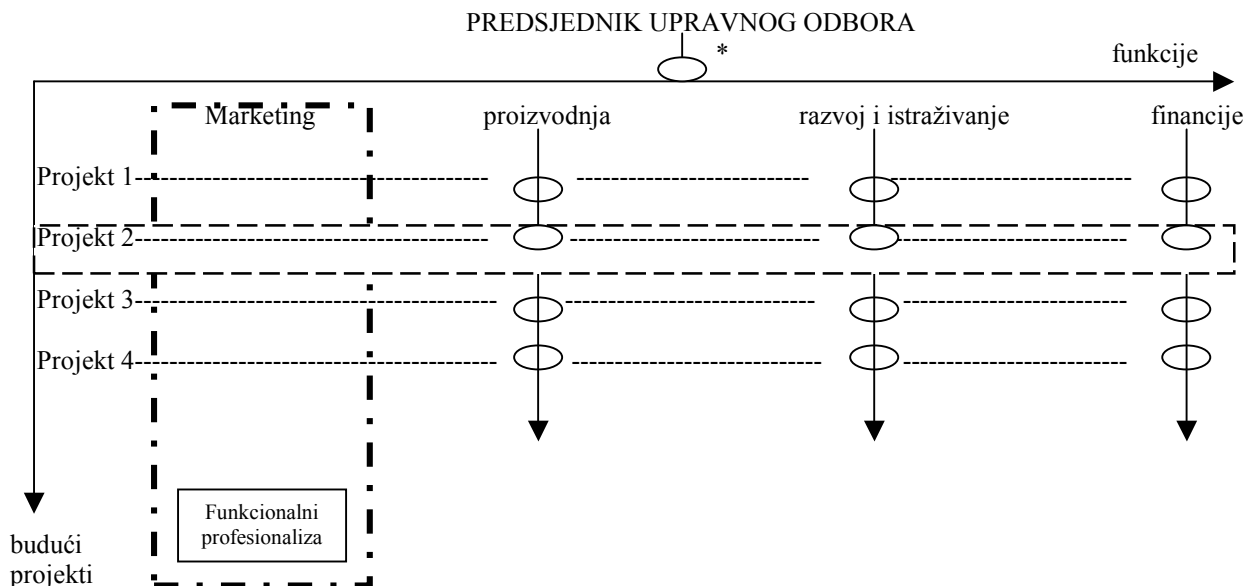 PREDSJEDNIK UPRAVNOG ODBORA
*
funkcije
Marketing proizvodnja razvoj i istraživanje financije
Projekt 1
Projekt 2
Projekt 3
Projekt 4
Funkcionalni
profesionaliza
budući
projekti